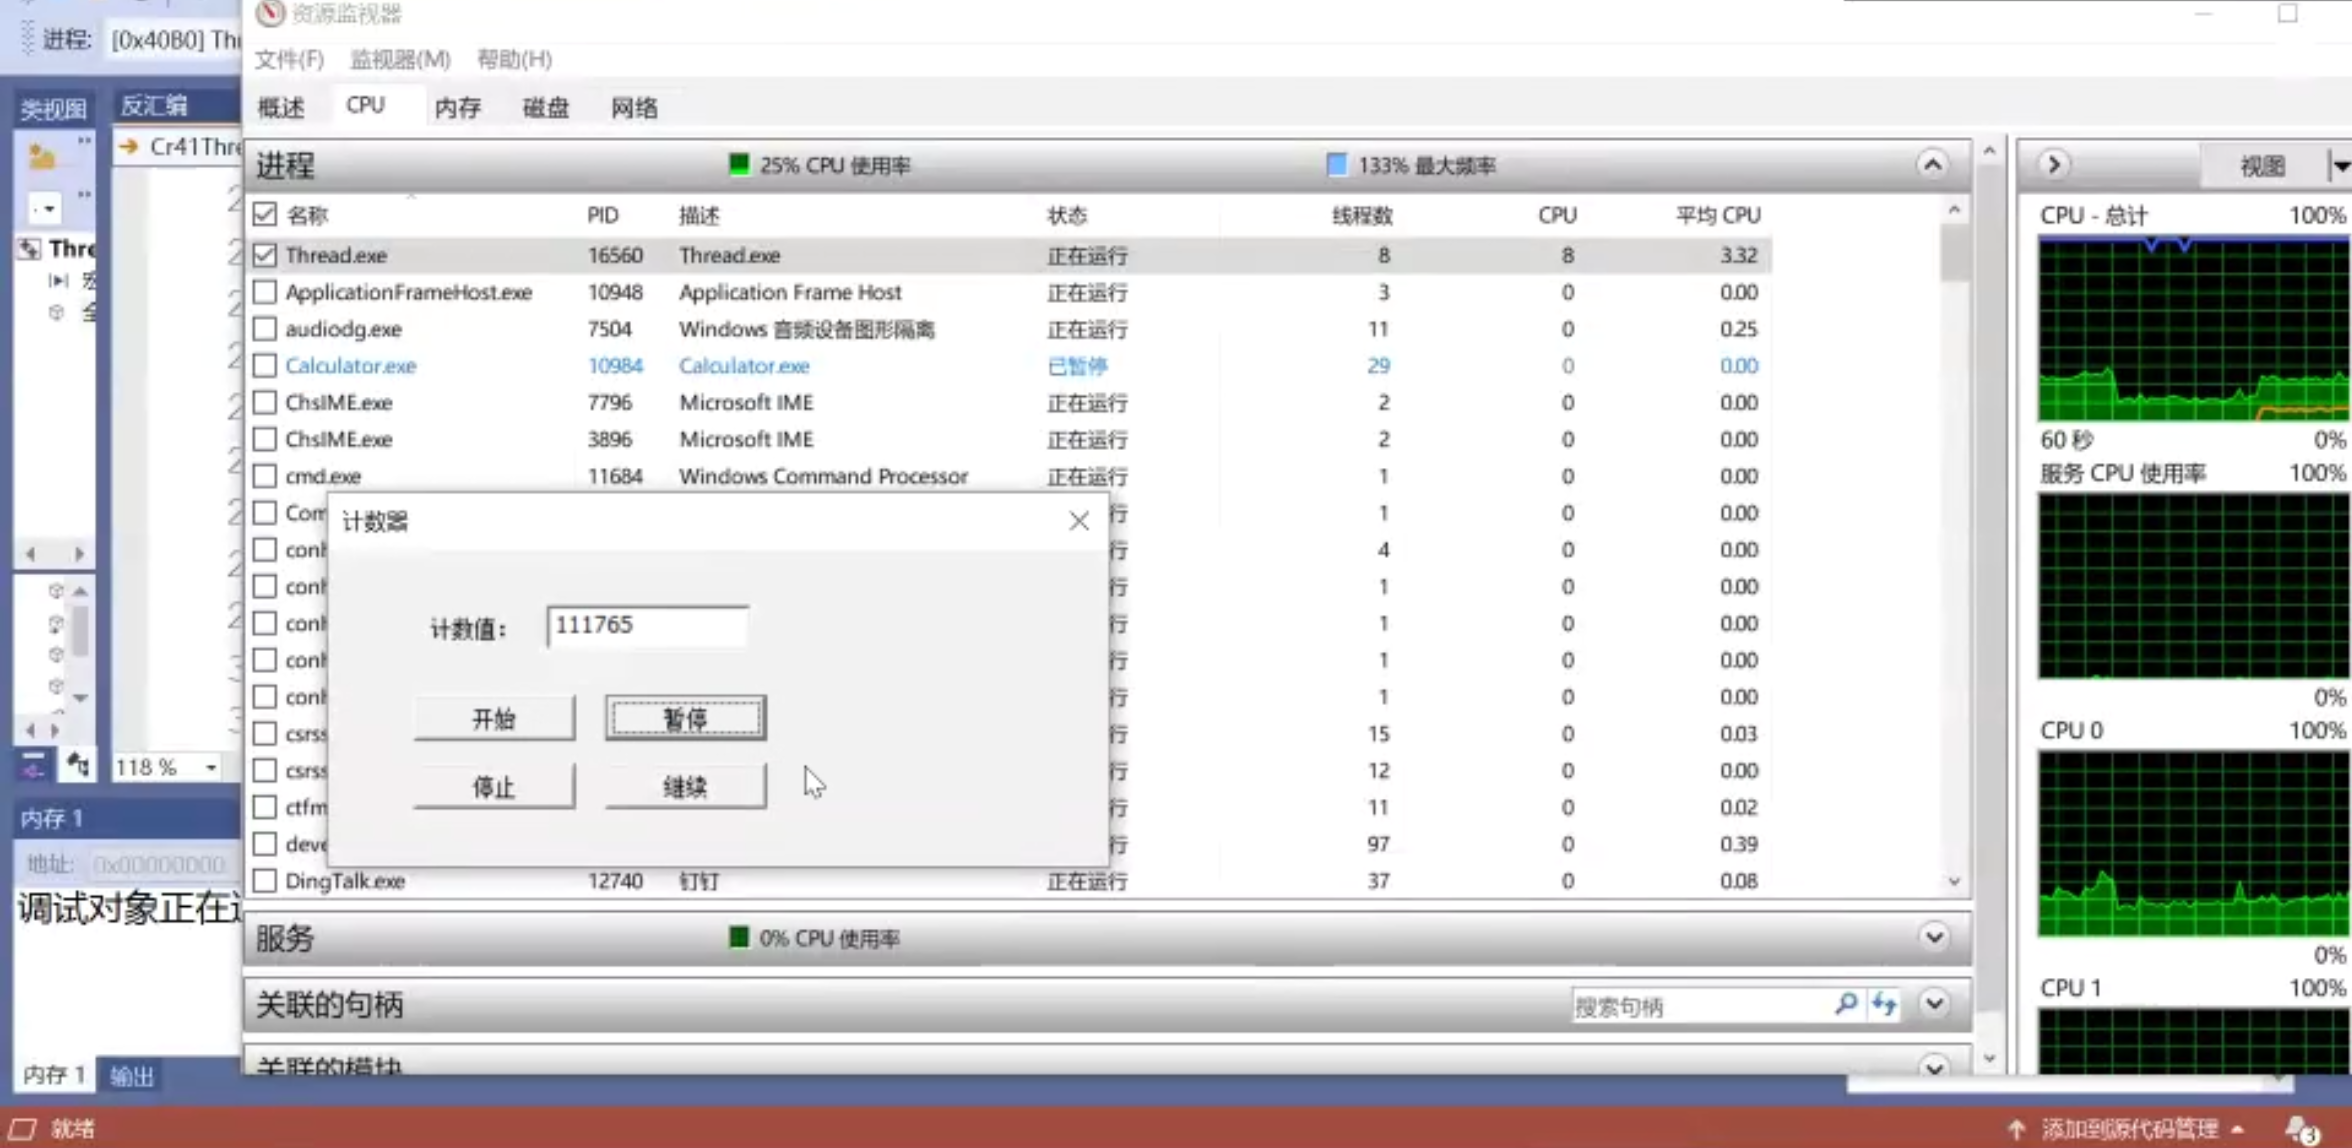 资源监视器
进程: [0x40B0] Thr
文件(F) 监视器(M) 帮助(H)
概述 CPU 内存 磁盘 网络
类视图 反汇编
Cr41Thre
进程 25% CPU 使用率 133% 最大频率
视图
名称 PID 描述 状态 线程数 CPU 平均 CPU
Thread.exe 16560 Thread.exe 正在运行 8 8 3.32
ApplicationFrameHost.exe 10948 Application Frame Host 正在运行 3 0 0.00
audiodg.exe 7504 Windows 音频设备图形隔离 正在运行 11 0 0.25
Calculator.exe 10984 Calculator.exe 已暂停 29 0 0.00
ChsIME.exe 7796 Microsoft IME 正在运行 2 0 0.00
ChsIME.exe 3896 Microsoft IME 正在运行 2 0 0.00
cmd.exe 11684 Windows Command Processor 正在运行 1 0 0.00
Com 行 1 0 0.00
conh 行 4 0 0.00
conh 行 1 0 0.00
conh 行 1 0 0.00
conh 行 1 0 0.00
conh 行 1 0 0.00
csrss 行 15 0 0.03
csrss 行 12 0 0.00
ctfm 行 11 0 0.02
deve 行 97 0 0.39
DingTalk.exe 12740 钉钉 正在运行 37 0 0.08
计数器
计数值: 111765
开始 暂停
停止 继续
服务 0% CPU 使用率
关联的句柄 搜索句柄
关联的模块
CPU - 总计 100%
60 秒 0%
服务 CPU 使用率 100%
0%
CPU 0 100%
0%
CPU 1 100%
Thre
118 %
内存 1
地址: 0x00000000
调试对象正在
内存 1 输出
就绪
添加到源代码管理
3